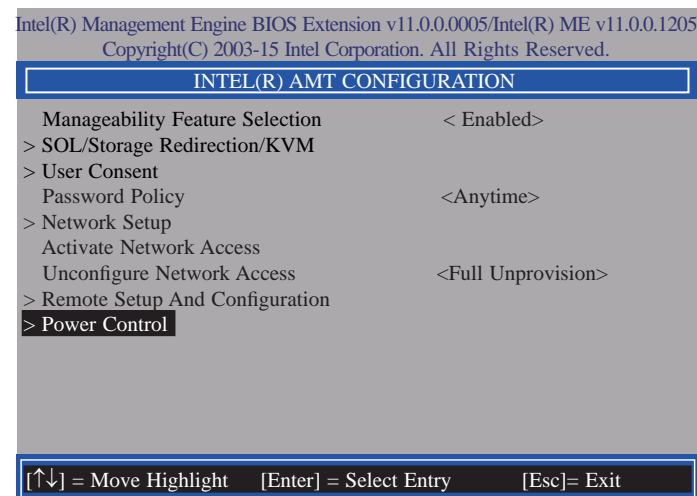 Intel(R) Management Engine BIOS Extension v11.0.0.0005/Intel(R) ME v11.0.0.1205
Copyright(C) 2003-15 Intel Corporation. All Rights Reserved.
INTEL(R) AMT CONFIGURATION
Manageability Feature Selection < Enabled>
> SOL/Storage Redirection/KVM
> User Consent
Password Policy <Anytime>
> Network Setup
Activate Network Access
Unconfigure Network Access <Full Unprovision>
> Remote Setup And Configuration
> Power Control
[↑↓] = Move Highlight [Enter] = Select Entry [Esc]= Exit